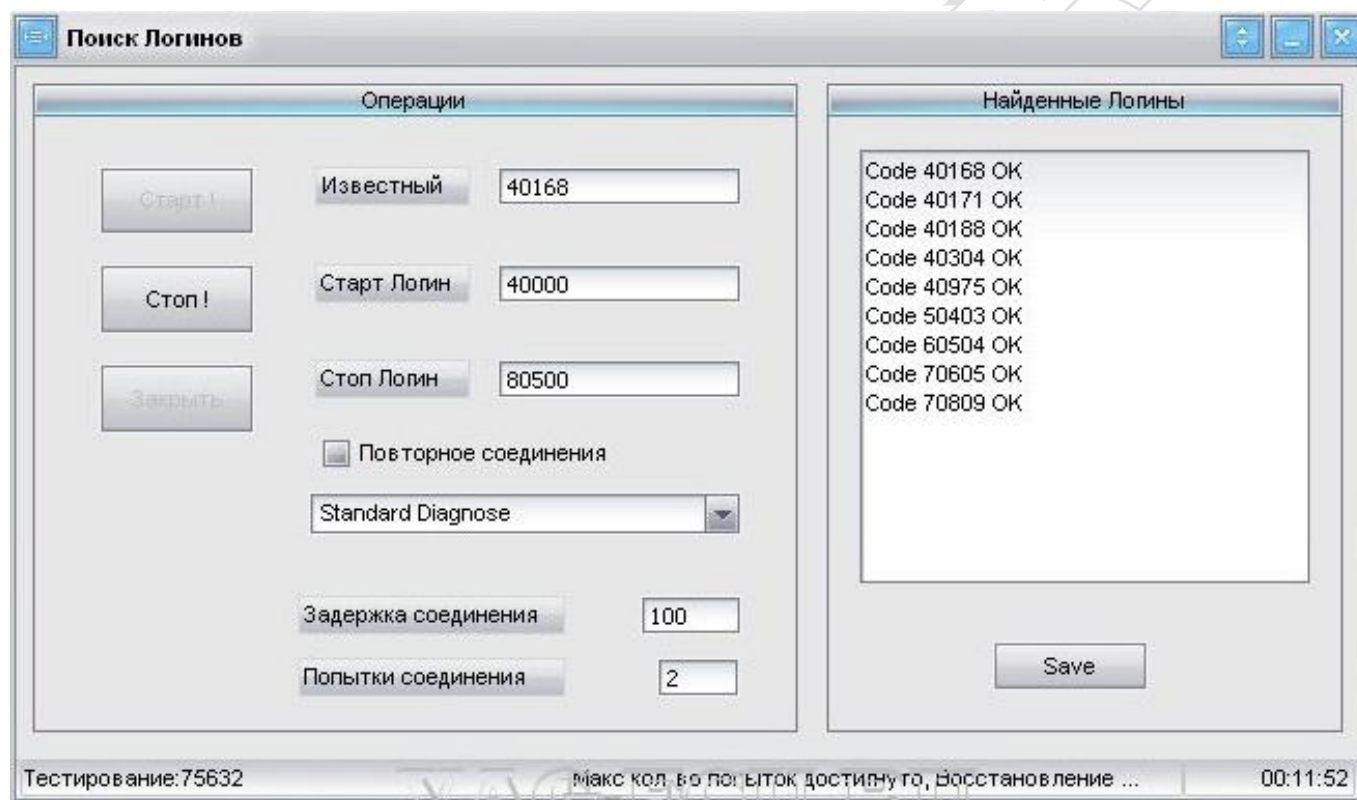 Поиск Логинов
Операции
Старт !
Стоп !
Закрыть
Известный 40168
Старт Логин 40000
Стоп Логин 80500
Повторное соединения
Standard Diagnose
Задержка соединения 100
Попытки соединения 2
Найденные Логины
Code 40168 OK
Code 40171 OK
Code 40188 OK
Code 40304 OK
Code 40975 OK
Code 50403 OK
Code 60504 OK
Code 70605 OK
Code 70809 OK
Save
Тестирование:75632 Макс кол-во попыток достигнуто, Восстановление ... 00:11:52